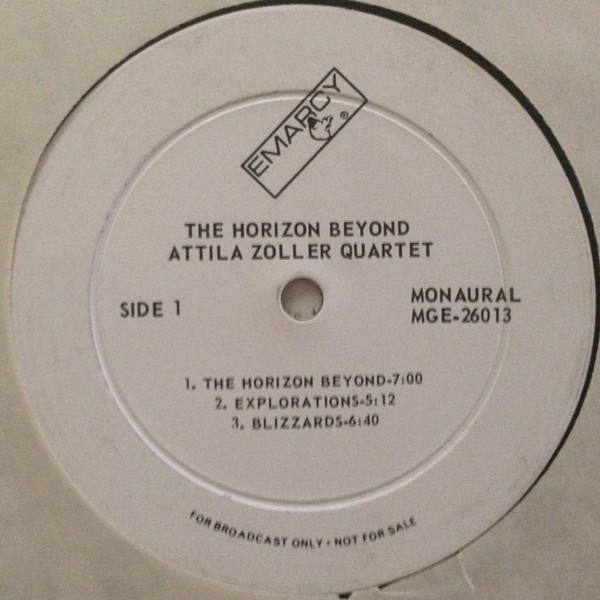 EMARCY®
THE HORIZON BEYOND
ATTILA ZOLLER QUARTET
SIDE 1
MONAURAL
MGE-26013
1. THE HORIZON BEYOND-7:00
2. EXPLORATIONS-5:12
3. BLIZZARDS-6:40
FOR BROADCAST ONLY • NOT FOR SALE